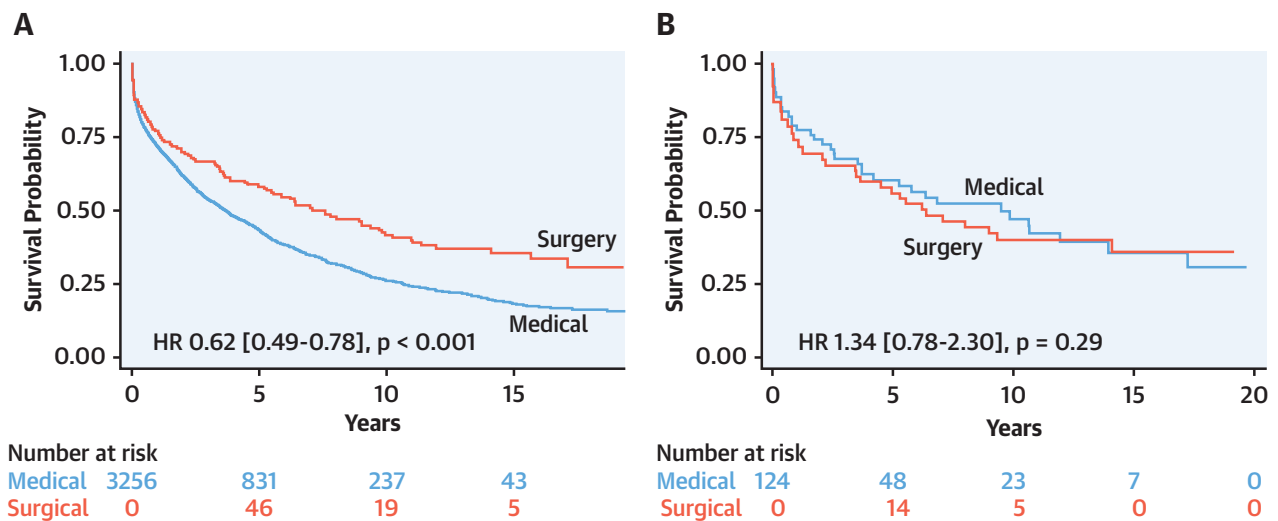 A
Survival Probability
1.00
0.75
0.50
0.25
0.00
Surgery
Medical
HR 0.62 [0.49-0.78], p < 0.001
0 5 10 15
Years
Number at risk
Medical 3256 831 237 43
Surgical 0 46 19 5
B
Survival Probability
1.00
0.75
0.50
0.25
0.00
Medical
Surgery
HR 1.34 [0.78-2.30], p = 0.29
0 5 10 15 20
Years
Number at risk
Medical 124 48 23 7 0
Surgical 0 14 5 0 0